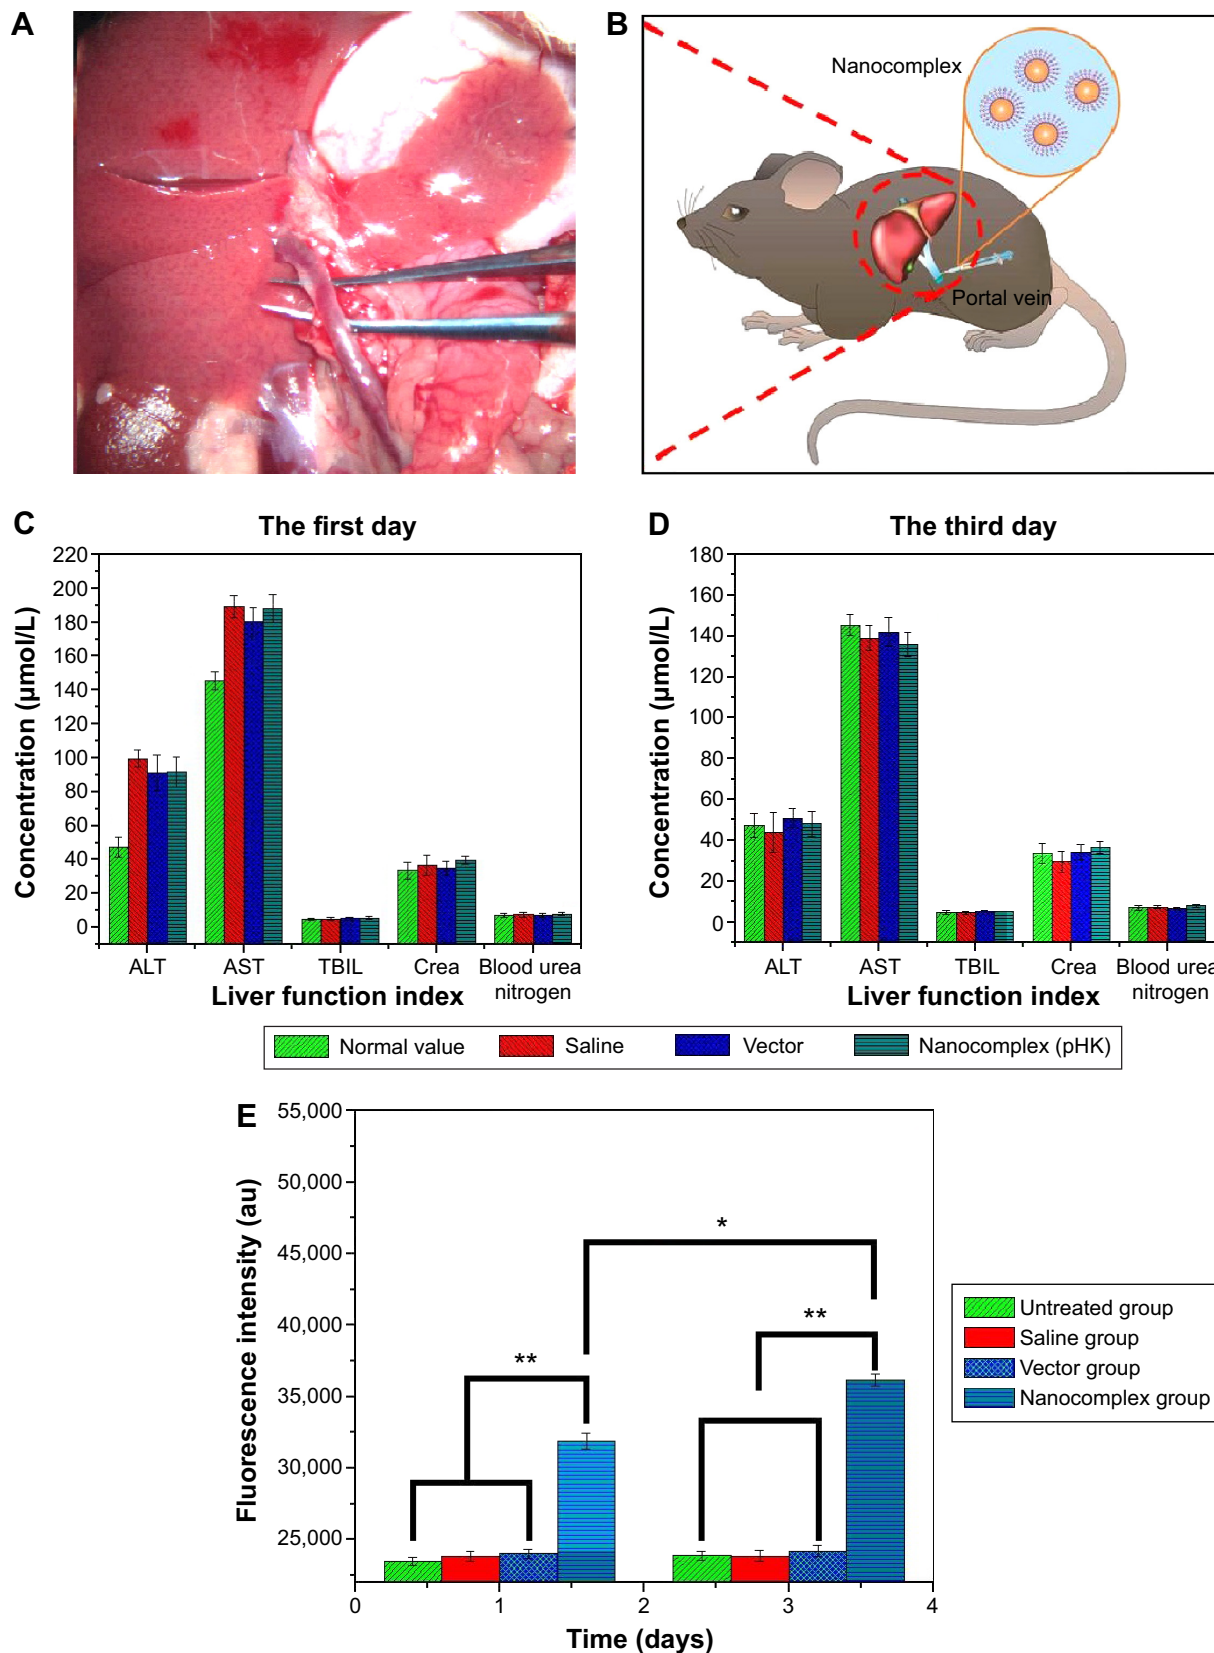 A
B
Nanocomplex
Portal vein
C
The first day
Concentration (µmol/L)
220
200
180
160
140
120
100
80
60
40
20
0
ALT
AST
TBIL
Crea
Blood urea
nitrogen
Liver function index
D
The third day
Concentration (µmol/L)
180
160
140
120
100
80
60
40
20
0
ALT
AST
TBIL
Crea
Blood urea
nitrogen
Liver function index
Normal value
Saline
Vector
Nanocomplex (pHK)
E
Fluorescence intensity (au)
55,000
50,000
45,000
40,000
35,000
30,000
25,000
**
*
**
0
1
2
3
4
Time (days)
Untreated group
Saline group
Vector group
Nanocomplex group